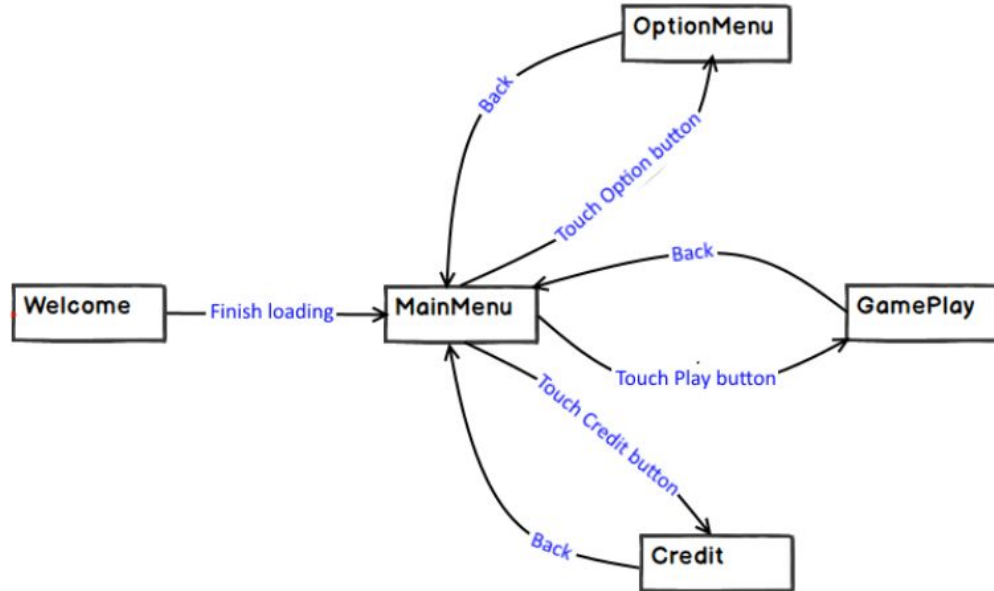 OptionMenu
Back
Touch Option button
Back
Welcome
Finish loading
MainMenu
GamePlay
Touch Play button
Touch Credit button
Back
Credit